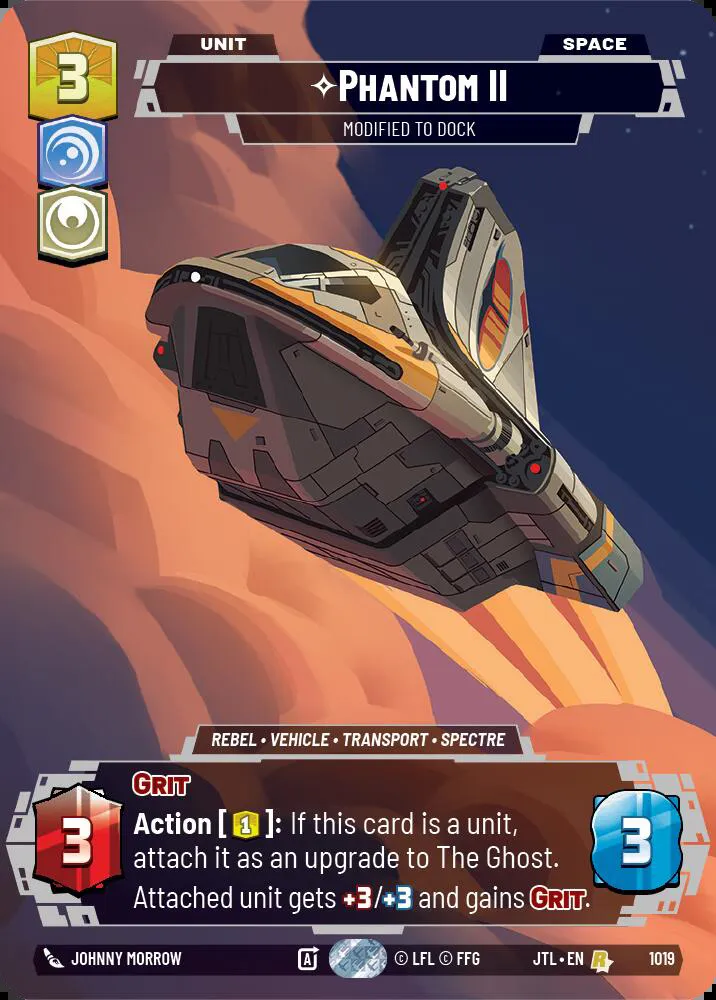 UNIT
SPACE
3
PHANTOM II
MODIFIED TO DOCK
REBEL • VEHICLE • TRANSPORT • SPECTRE
GRIT
Action [1]: If this card is a unit,
attach it as an upgrade to The Ghost.
Attached unit gets +3/+3 and gains GRIT.
3
3
JOHNNY MORROW
A
© LFL © FFG
JTL • EN
R
1019